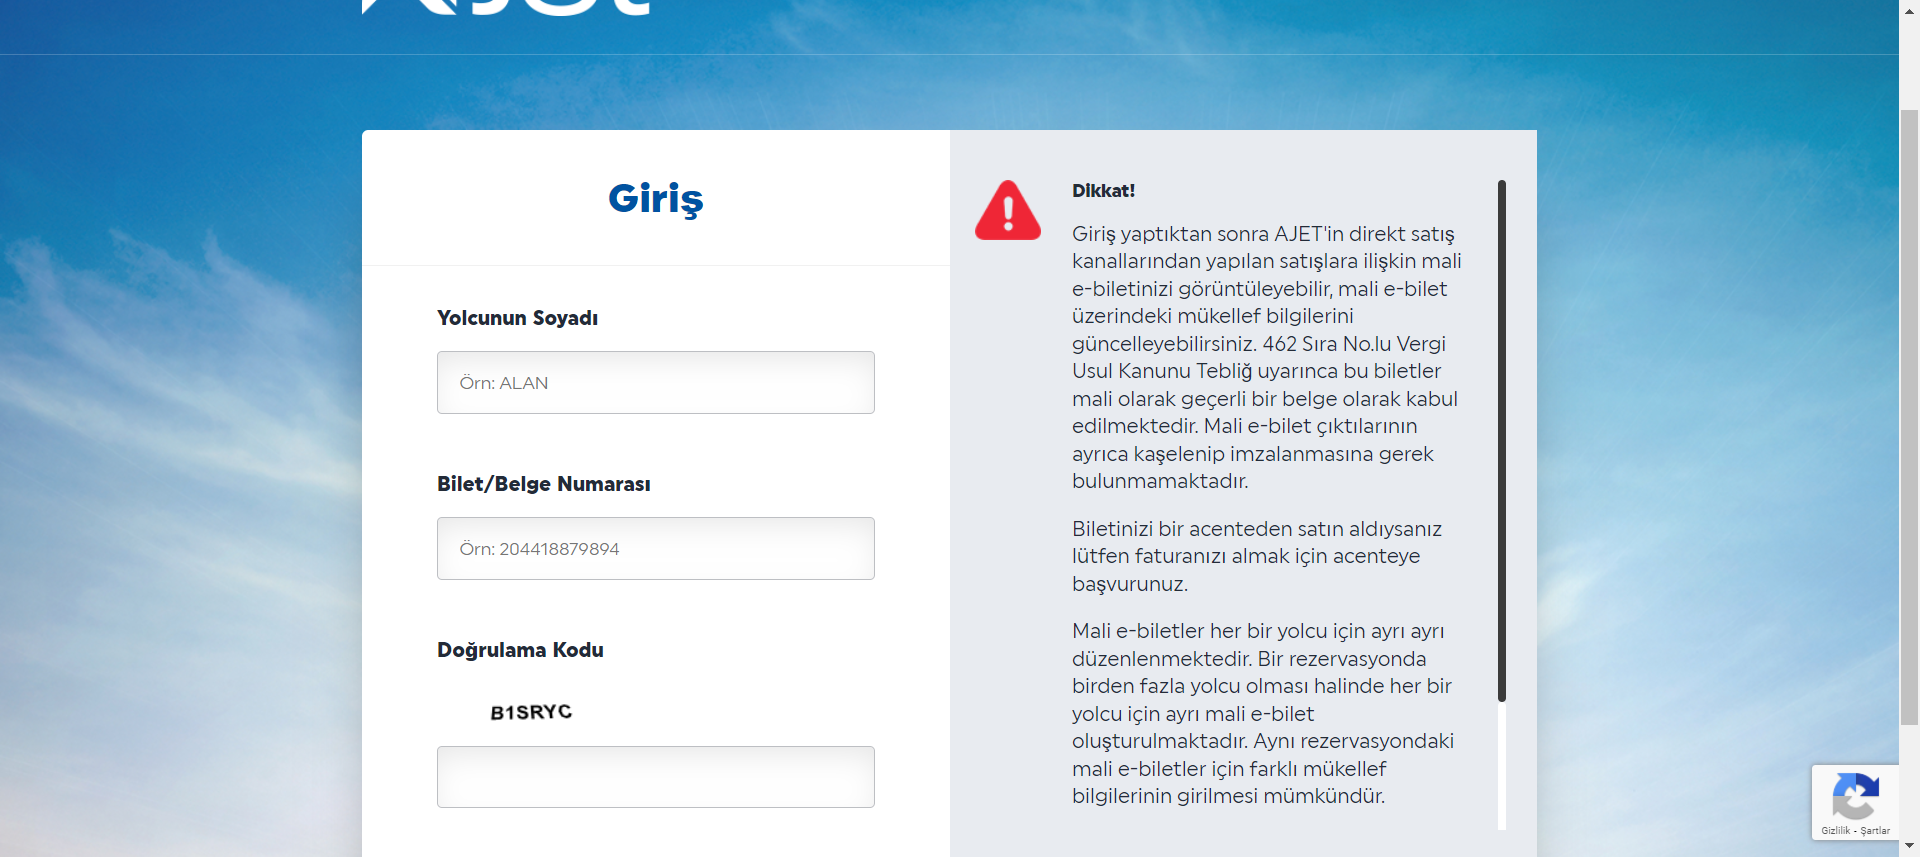 AJet
Giriş
Yolcunun Soyadı
Örn: ALAN
Bilet/Belge Numarası
Örn: 204418879894
Doğrulama Kodu
B1SRYC
Dikkat!
Giriş yaptıktan sonra AJET'in direkt satış
kanallarından yapılan satışlara ilişkin mali
e-biletinizi görüntüleyebilir, mali e-bilet
üzerindeki mükellef bilgilerini
güncelleyebilirsiniz. 462 Sıra No.lu Vergi
Usul Kanunu Tebliğ uyarınca bu biletler
mali olarak geçerli bir belge olarak kabul
edilmektedir. Mali e-bilet çıktılarının
ayrıca kaşelenip imzalanmasına gerek
bulunmamaktadır.
Biletinizi bir acenteden satın aldıysanız
lütfen faturanızı almak için acenteye
başvurunuz.
Mali e-biletler her bir yolcu için ayrı ayrı
düzenlenmektedir. Bir rezervasyonda
birden fazla yolcu olması halinde her bir
yolcu için ayrı mali e-bilet
oluşturulmaktadır. Aynı rezervasyondaki
mali e-biletler için farklı mükellef
bilgilerinin girilmesi mümkündür.
Gizlilik - Şartlar